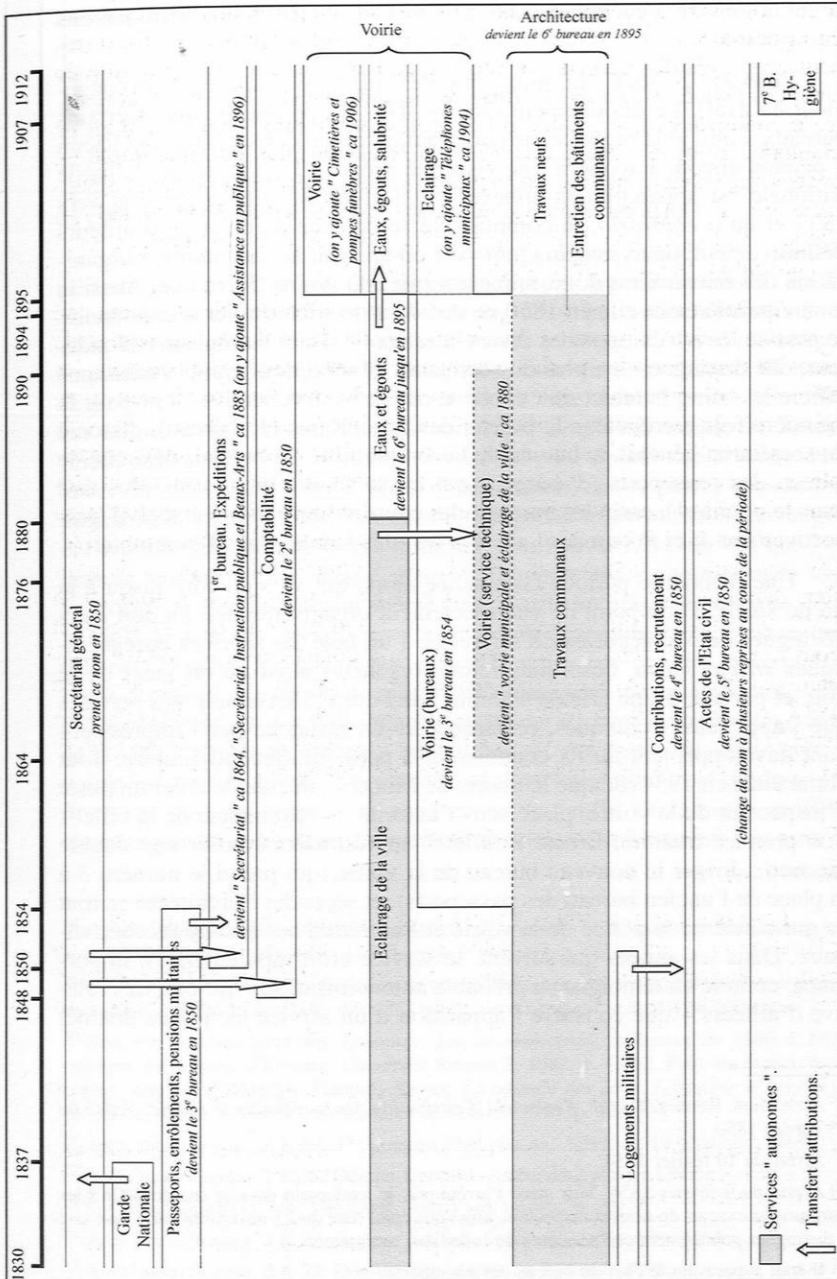 Voirie
Architecture
devient le 6e bureau en 1895
1830
1837
1848
1850
1854
1864
1876
1880
1890
1894
1895
1907
1912
Garde
Nationale
Secrétariat général
prend ce nom en 1850
Passeports, enrôlements, pensions militaires
devient le 3e bureau en 1850
1er bureau. Expéditions
devient " Secrétariat " ca 1864, " Secrétariat, Instruction publique et Beaux-Arts " ca 1883 (on y ajoute " Assistance en publique " en 1896)
Comptabilité
devient le 2e bureau en 1850
Voirie
(on y ajoute " Cimetières et
pompes funèbres " ca 1906)
Voirie (bureaux)
devient le 3e bureau en 1854
Eclairage de la ville
Eaux et égouts
devient le 6e bureau jusqu'en 1895
Eaux, égouts, salubrité
Eclairage
(on y ajoute " Téléphones
municipaux " ca 1904)
Voirie (service technique)
devient " voirie municipale et éclairage de la ville " ca 1880
Travaux communaux
Travaux neufs
Entretien des bâtiments
communaux
Logements militaires
Contributions, recrutement
devient le 4e bureau en 1850
Actes de l'Etat civil
devient le 5e bureau en 1850
(change de nom à plusieurs reprises au cours de la période)
7e B.
Hy-
giène
Services " autonomes "
Transfert d'attributions